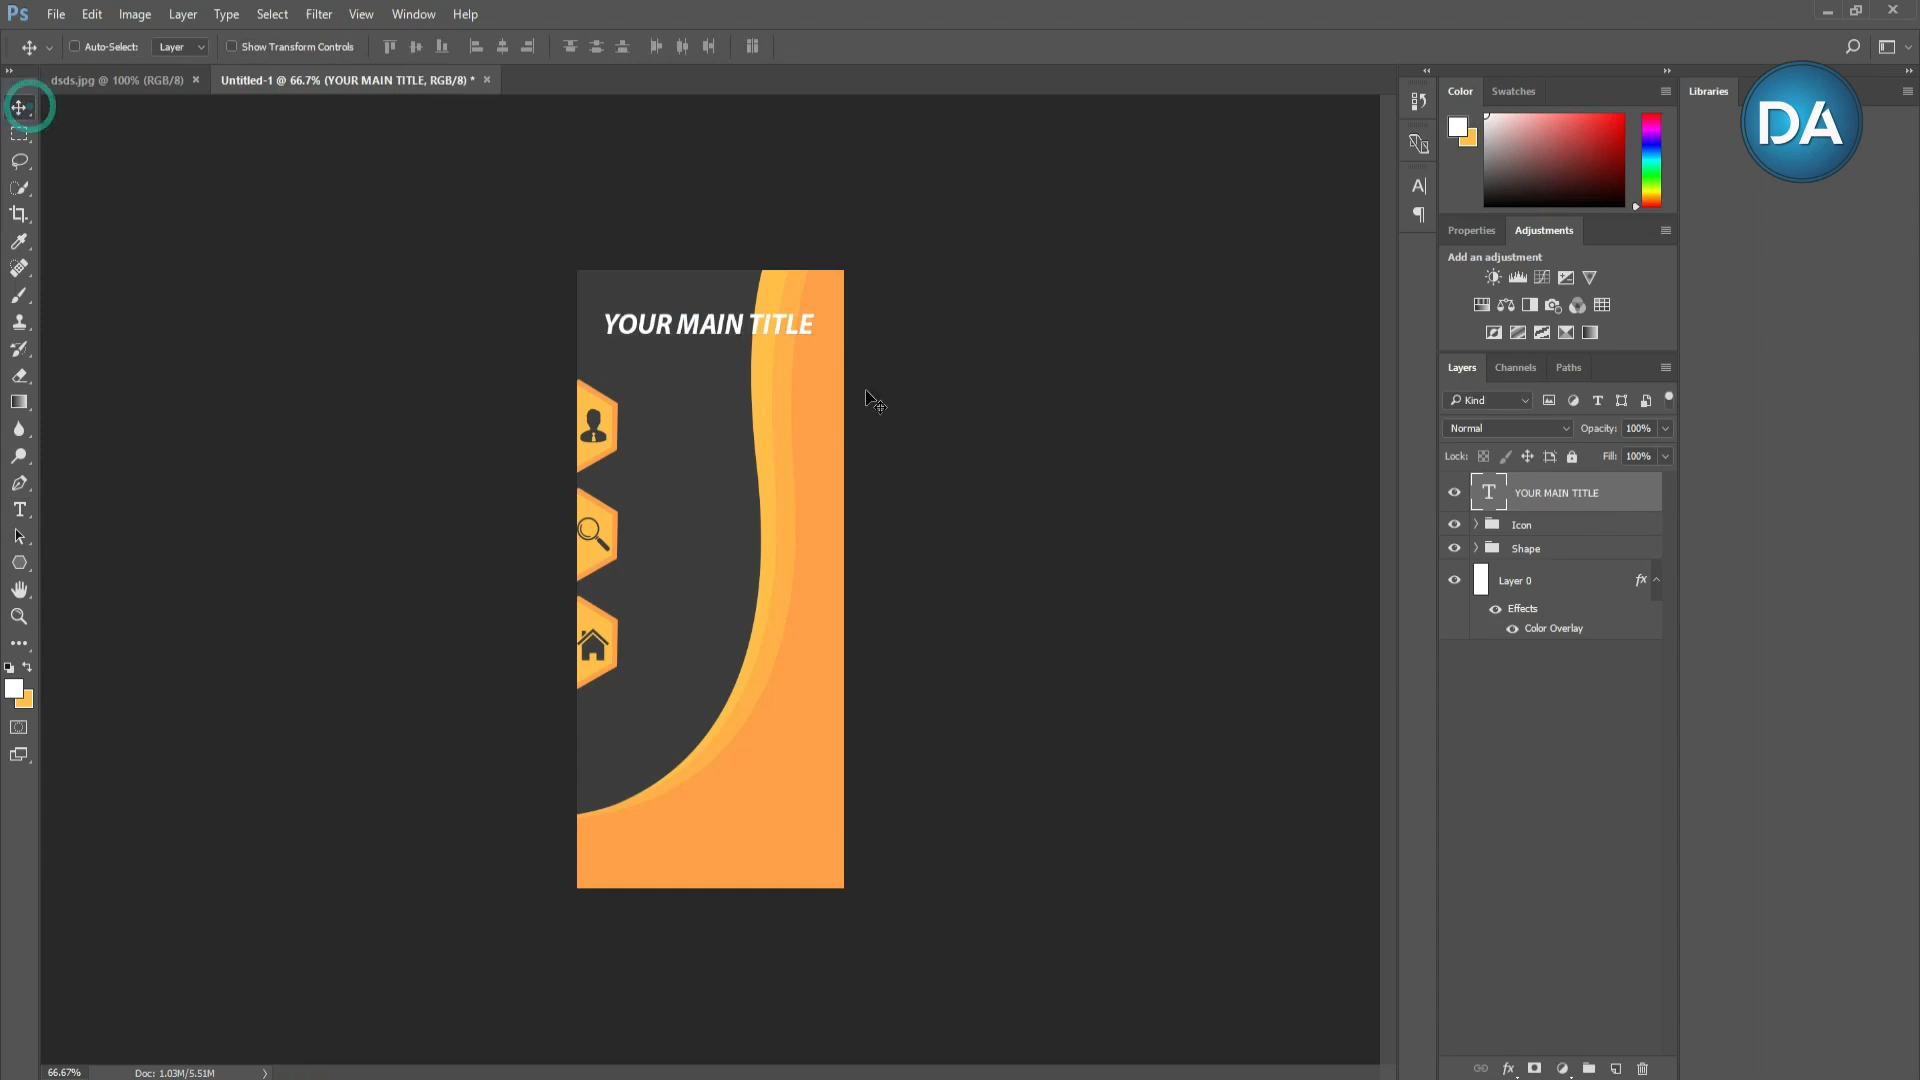 Ps File Edit Image Layer Type Select Filter View Window Help
Auto-Select: Layer Show Transform Controls
dsds.jpg @ 100% (RGB/8) × Untitled-1 @ 66.7% (YOUR MAIN TITLE, RGB/8) * ×
Color Swatches
Libraries
DA
Properties Adjustments
Add an adjustment
YOUR MAIN TITLE
Layers Channels Paths
Kind
Normal Opacity: 100%
Lock: Fill: 100%
T YOUR MAIN TITLE
Icon
Shape
Layer 0 fx
Effects
Color Overlay
66.67% Doc: 1.03M/5.51M
fx